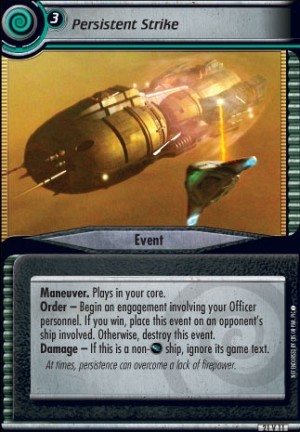 3
Persistent Strike
Event
Maneuver. Plays in your core.
Order – Begin an engagement involving your Officer
personnel. If you win, place this event on an opponent's
ship involved. Otherwise, destroy this event.
Damage – If this is a non- ship, ignore its game text.
At times, persistence can overcome a lack of firepower.